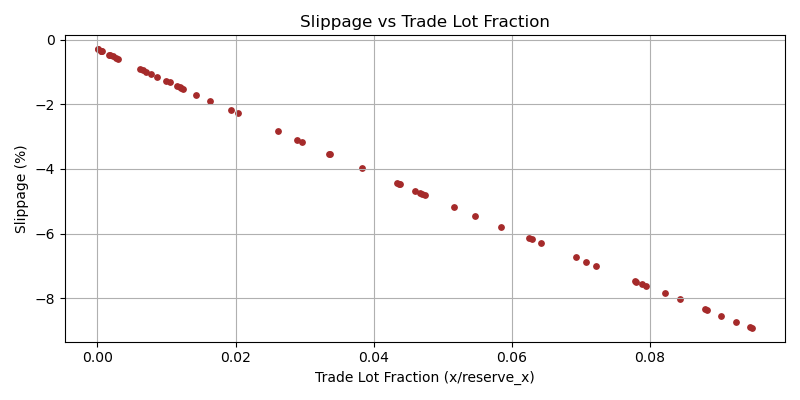 Slippage vs Trade Lot Fraction
Slippage (%)
0
−2
−4
−6
−8
0.00 0.02 0.04 0.06 0.08
Trade Lot Fraction (x/reserve_x)